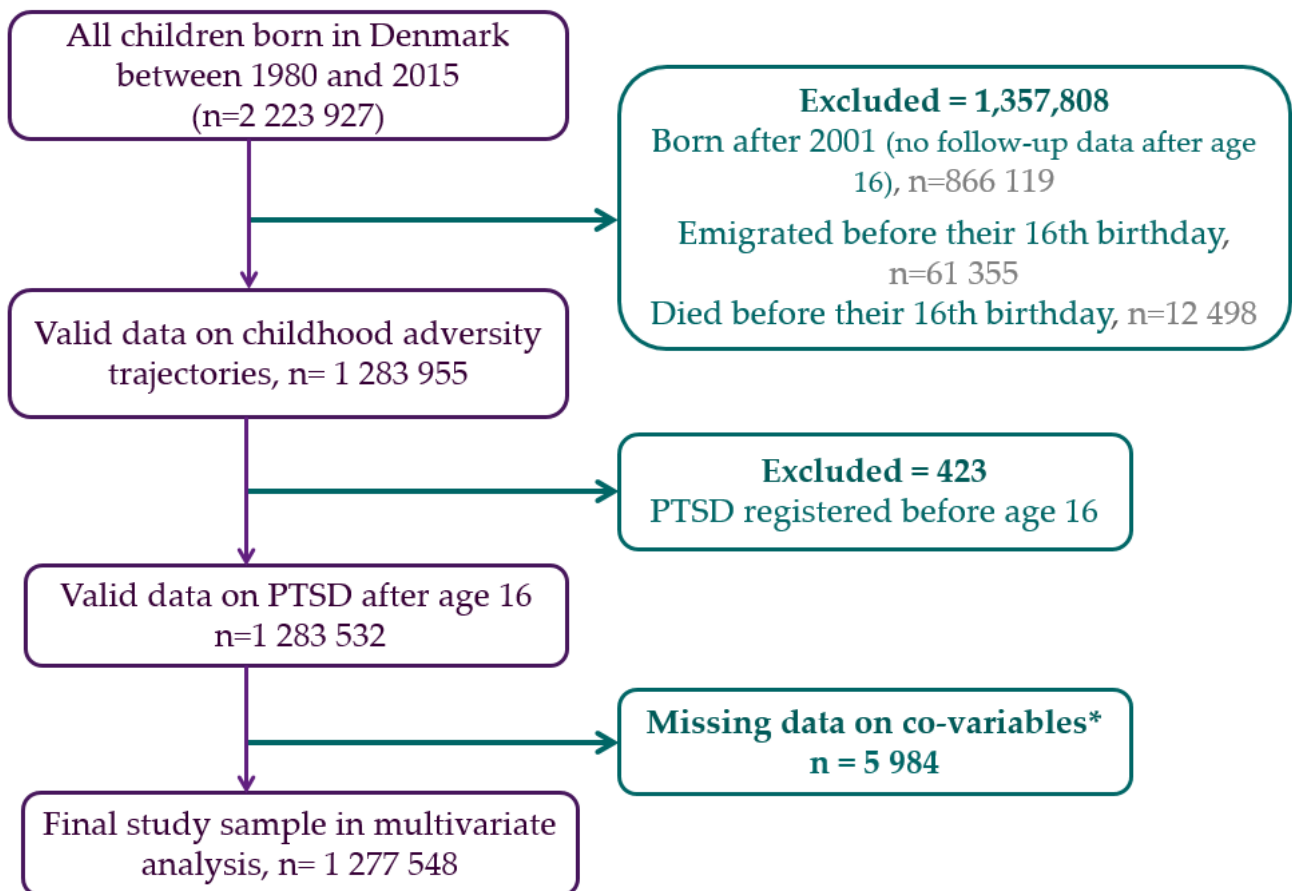 All children born in Denmark
between 1980 and 2015
(n=2 223 927)
Excluded = 1,357,808
Born after 2001 (no follow-up data after age
16), n=866 119
Emigrated before their 16th birthday,
n=61 355
Died before their 16th birthday, n=12 498
Valid data on childhood adversity
trajectories, n= 1 283 955
Excluded = 423
PTSD registered before age 16
Valid data on PTSD after age 16
n=1 283 532
Missing data on co-variables*
n = 5 984
Final study sample in multivariate
analysis, n= 1 277 548